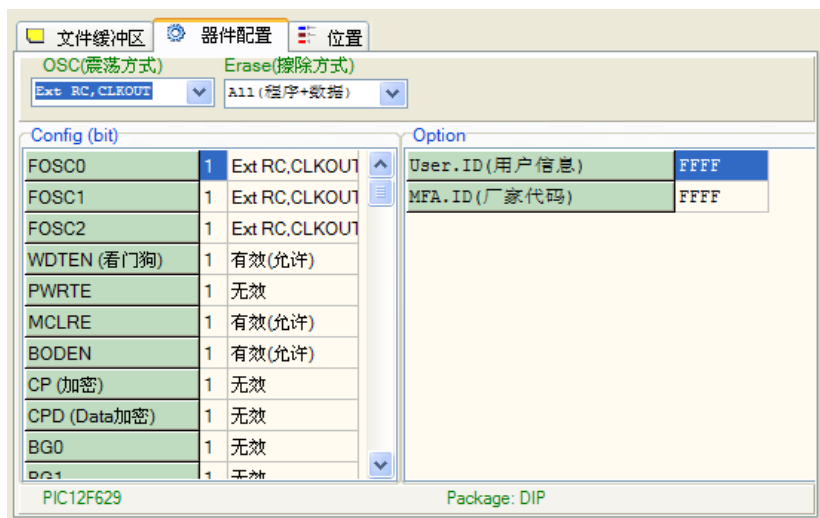 文件缓冲区 器件配置 位置
OSC(震荡方式) Erase(擦除方式)
Ext RC,CLKOUT All(程序+数据)
Config (bit) Option
FOSC0 1 Ext RC,CLKOUT User.ID(用户信息) FFFF
FOSC1 1 Ext RC,CLKOUT MFA.ID(厂家代码) FFFF
FOSC2 1 Ext RC,CLKOUT
WDTEN (看门狗) 1 有效(允许)
PWRTE 1 无效
MCLRE 1 有效(允许)
BODEN 1 有效(允许)
CP (加密) 1 无效
CPD (Data加密) 1 无效
BG0 1 无效
BG1 1 无效
PIC12F629 Package: DIP